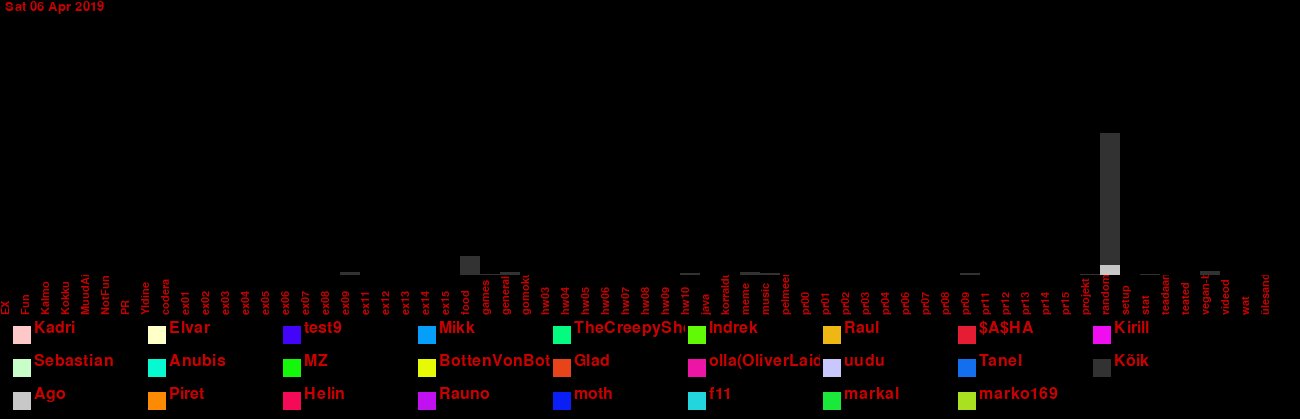 Sat 06 Apr 2019
EX
Fun
Kalmo
Kokku
NotFun
PR
Yldine
codera
ex01
ex02
ex03
ex04
ex05
ex06
ex07
ex08
ex09
ex11
ex12
ex13
ex14
ex15
food
games
general
gomoku
hw03
hw04
hw05
hw06
hw07
hw08
hw09
hw10
java
korraldu
meme
music
pelmeei
pr00
pr01
pr02
pr03
pr04
pr06
pr07
pr08
pr09
pr11
pr12
pr13
pr14
pr15
projekt
random
setup
stat
teadaan
teated
vegan-b
videod
wat
ülesand
Kadri Elvar test9 Mikk TheCreepyShe Indrek Raul $A$HA Kirill
Sebastian Anubis MZ BottenVonBot Glad olla(OliverLaid uudu Tanel Kõik
Ago Piret Helin Rauno moth f11 markal marko169